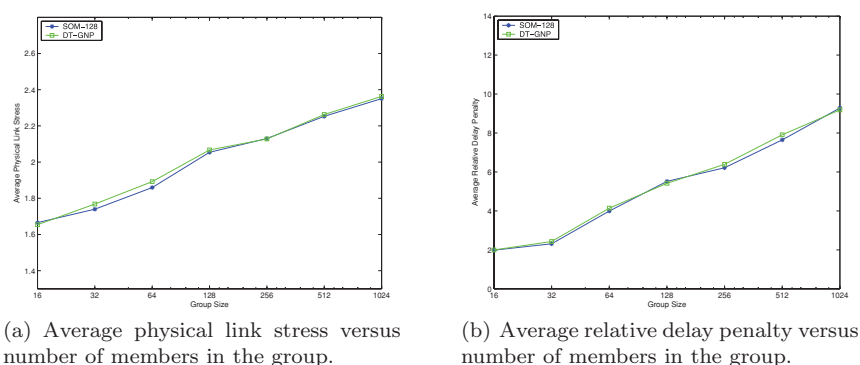 SOM−128
DT−GNP
2.6
2.4
2.2
2
1.8
1.6
1.4
Average Physical Link Stress
16 32 64 128 256 512 1024
Group Size
(a) Average physical link stress versus
number of members in the group.
SOM−128
DT−GNP
14
12
10
8
6
4
2
0
Average Relative Delay Penalty
16 32 64 128 256 512 1024
Group Size
(b) Average relative delay penalty versus
number of members in the group.